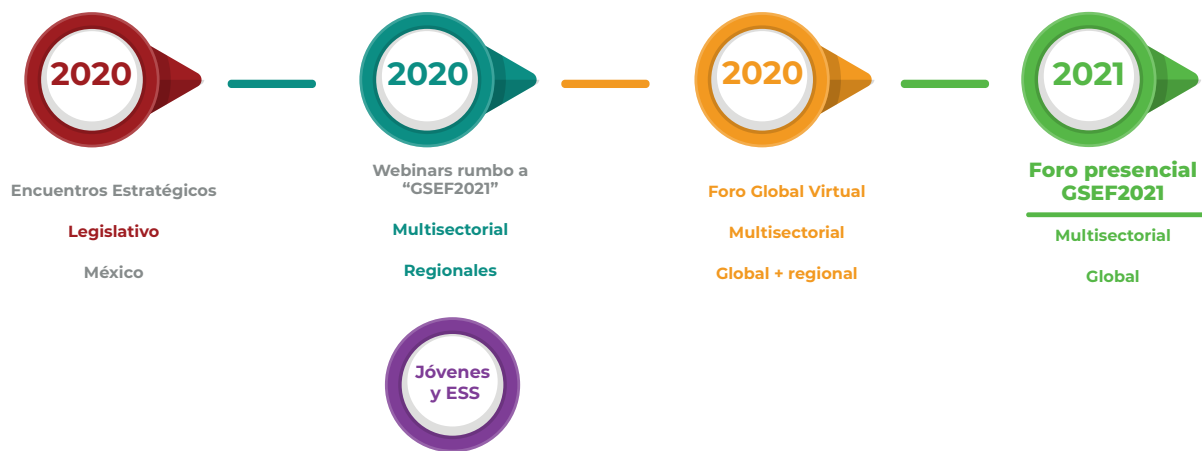 2020
Encuentros Estratégicos
Legislativo
México
2020
Webinars rumbo a
“GSEF2021”
Multisectorial
Regionales
Jóvenes
y ESS
2020
Foro Global Virtual
Multisectorial
Global + regional
2021
Foro presencial
GSEF2021
Multisectorial
Global